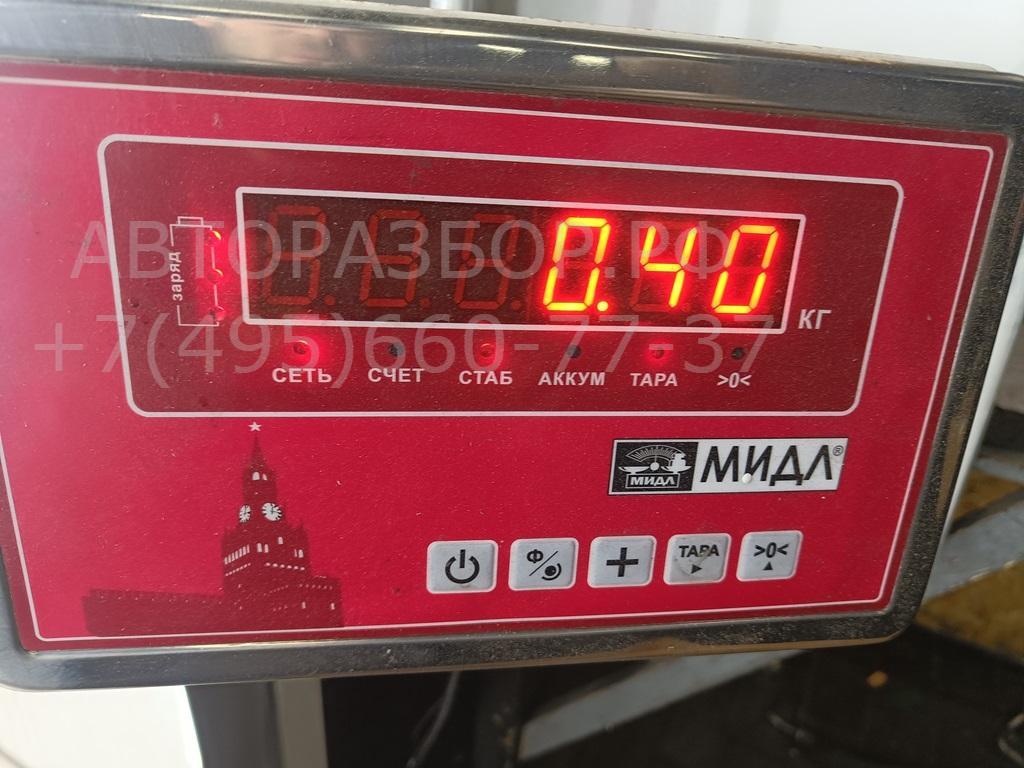 АВТОРАЗБОР.РФ
заряд
0.40
КГ
+7(495)660-77-37
СЕТЬ СЧЕТ СТАБ АККУМ ТАРА >0<
МИДЛ МИДЛ®
Ф ТАРА >0<